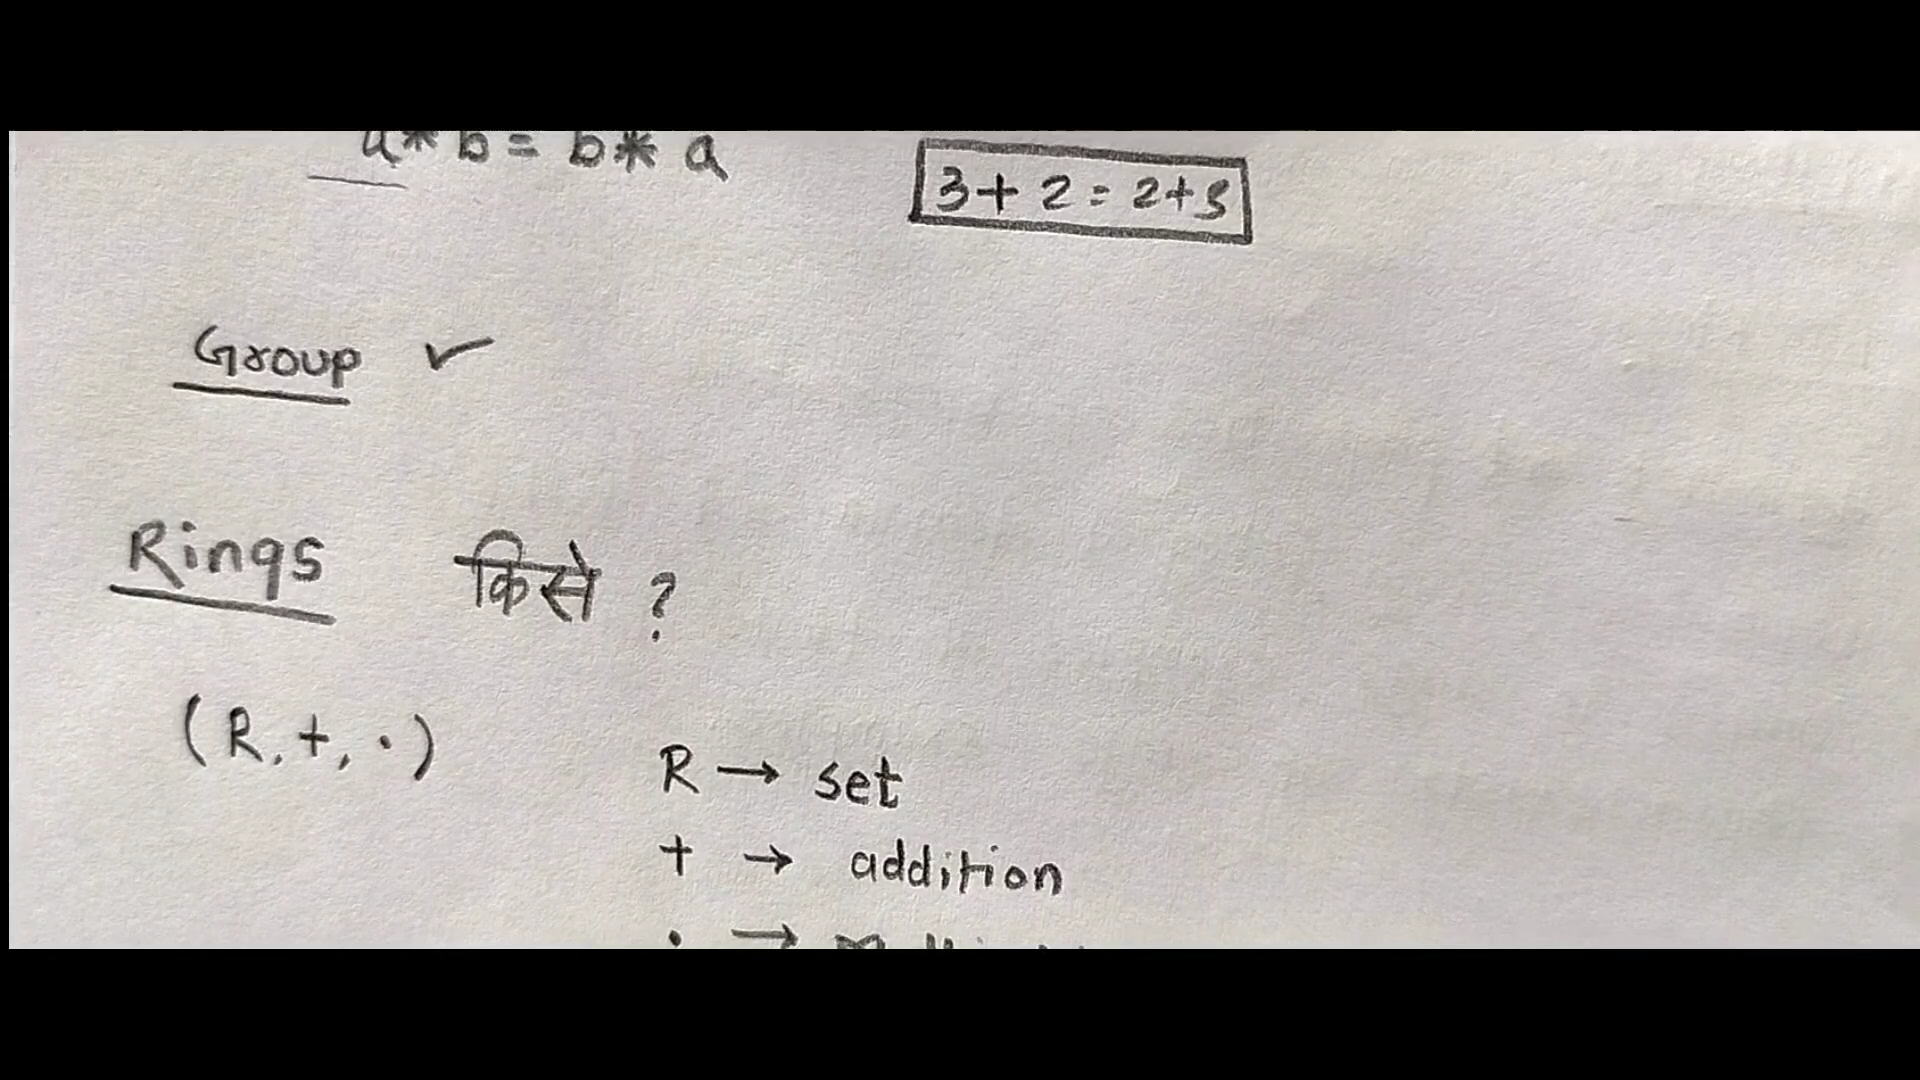 a * b = b * a
3 + 2 = 2 + 3
Group ✓
Rings किसे ?
(R, +, ·)
R → set
+ → addition
· →